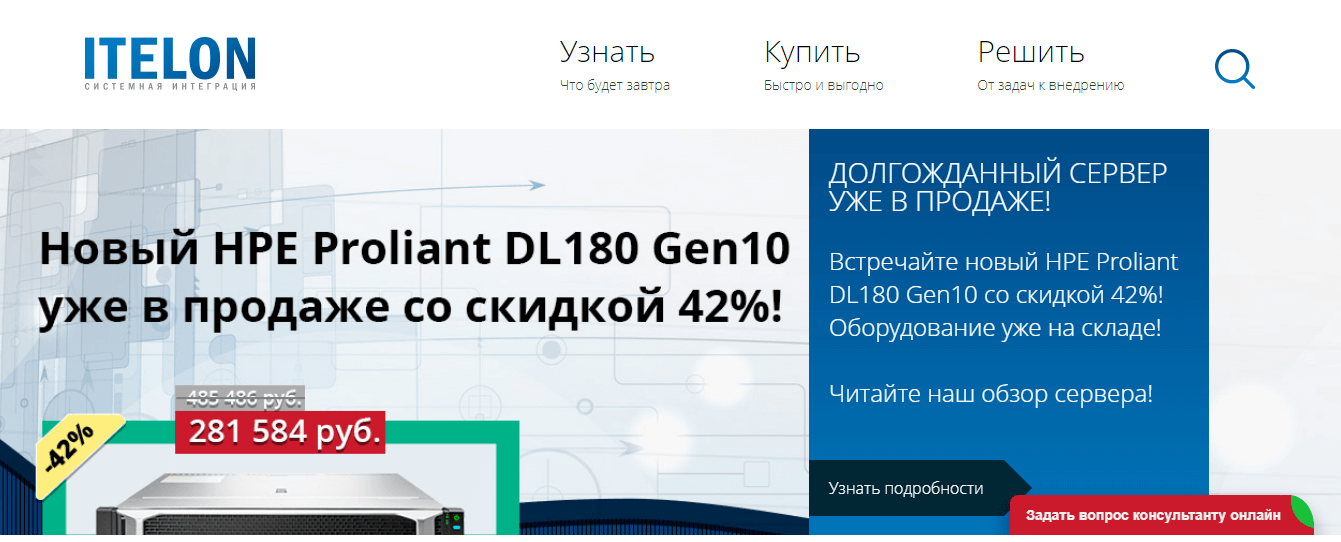 ITELON
СИСТЕМНАЯ ИНТЕГРАЦИЯ
Узнать
Что будет завтра
Купить
Быстро и выгодно
Решить
От задач к внедрению
Новый HPE Proliant DL180 Gen10
уже в продаже со скидкой 42%!
485 486 руб.
281 584 руб.
-42%
ДОЛГОЖДАННЫЙ СЕРВЕР
УЖЕ В ПРОДАЖЕ!
Встречайте новый HPE Proliant
DL180 Gen10 со скидкой 42%!
Оборудование уже на складе!
Читайте наш обзор сервера!
Узнать подробности
Задать вопрос консультанту онлайн